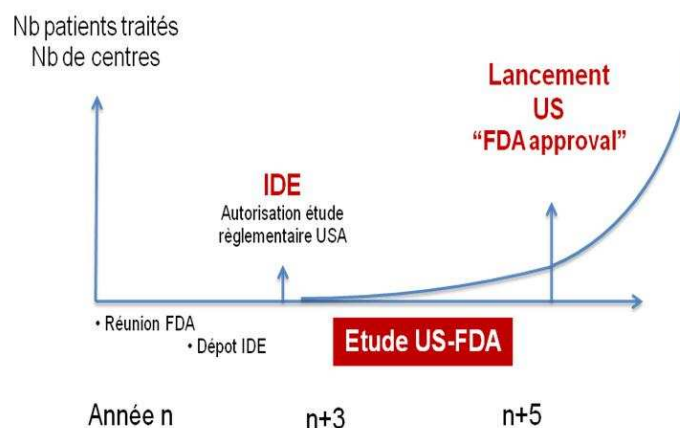 Nb patients traités
Nb de centres
Lancement
US
“FDA approval”
IDE
Autorisation étude
règlementaire USA
• Réunion FDA
• Dépot IDE
Etude US-FDA
Année n
n+3
n+5